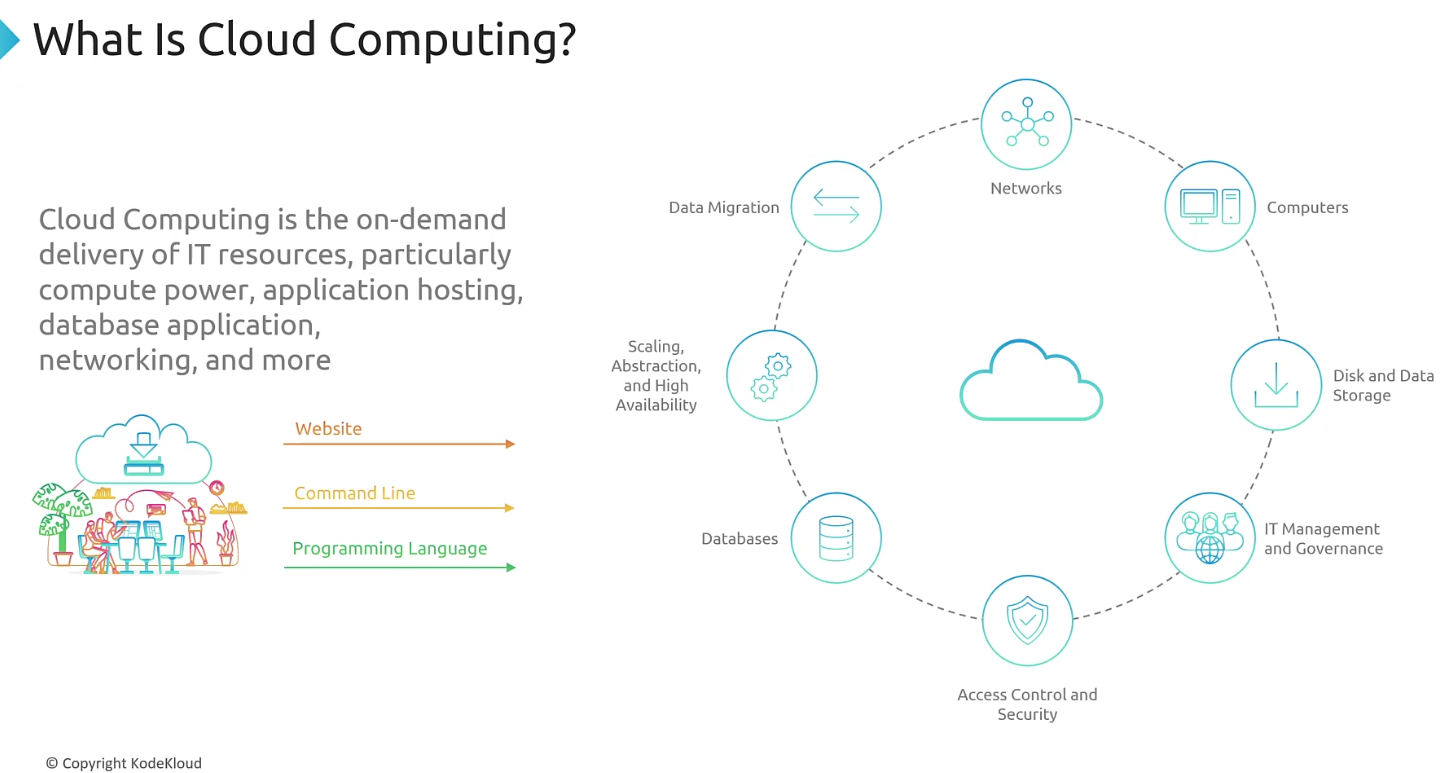 What Is Cloud Computing?
Cloud Computing is the on-demand
delivery of IT resources, particularly
compute power, application hosting,
database application,
networking, and more
Website
Command Line
Programming Language
Networks
Computers
Disk and Data
Storage
IT Management
and Governance
Access Control and
Security
Databases
Scaling,
Abstraction,
and High
Availability
Data Migration
© Copyright KodeKloud